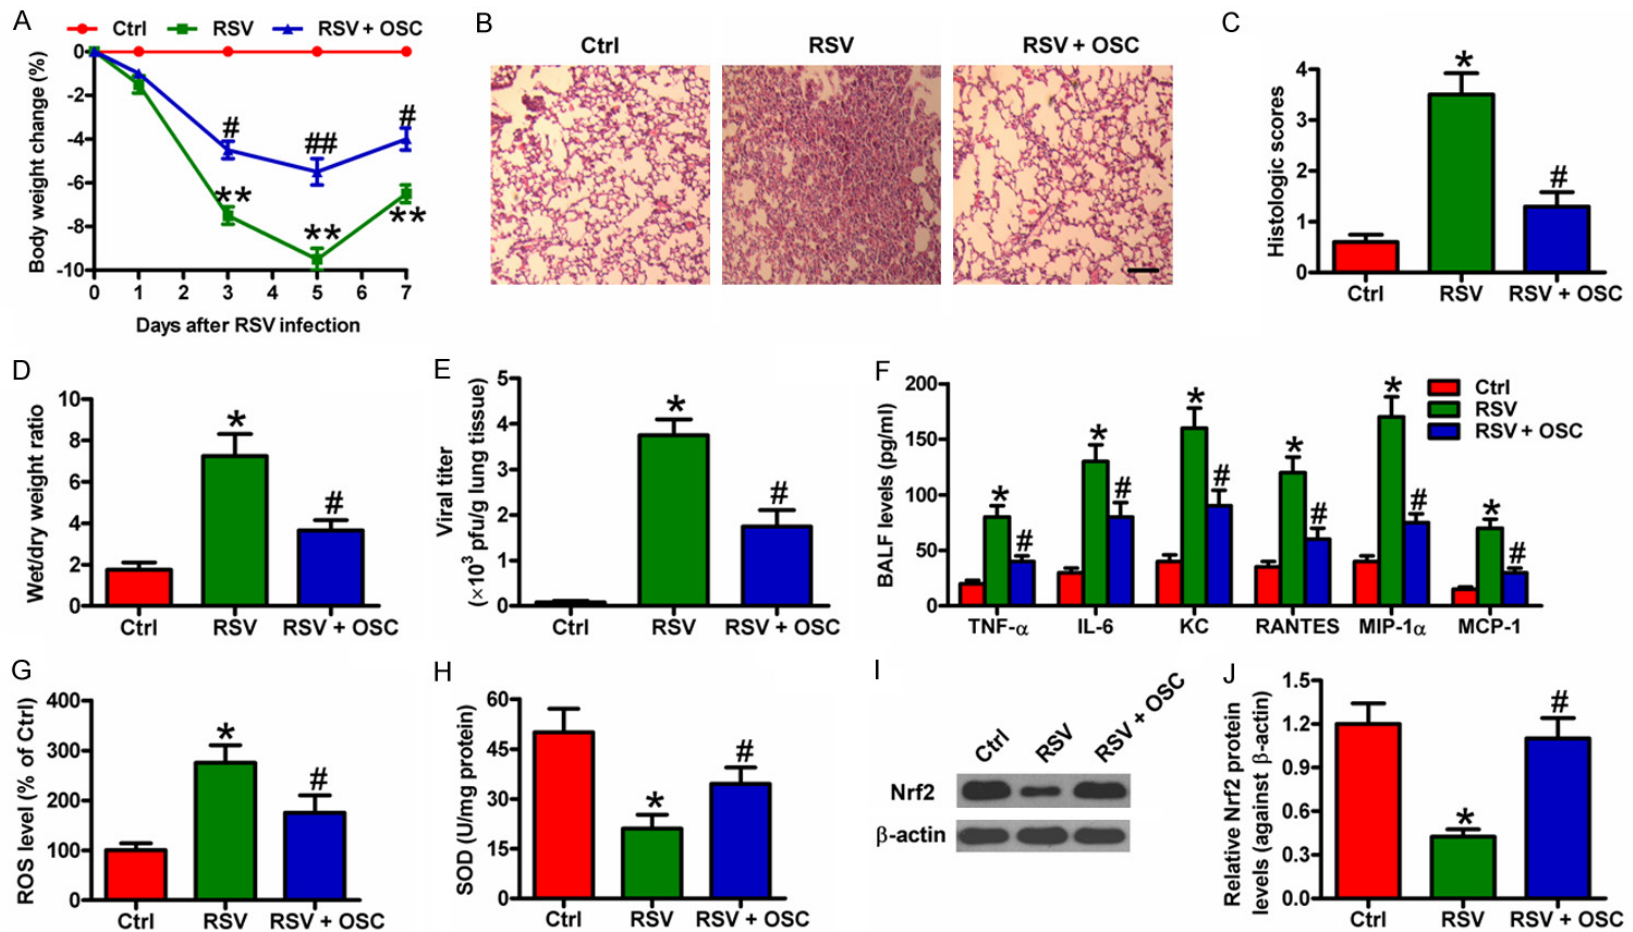 A
Ctrl RSV RSV + OSC
Body weight change (%)
0
-2
-4
-6
-8
-10
# ## #
** ** **
0 1 2 3 4 5 6 7
Days after RSV infection
B
Ctrl RSV RSV + OSC
C
Histologic scores
4
3
2
1
0
* #
Ctrl RSV RSV + OSC
D
Wet/dry weight ratio
10
8
6
4
2
0
* #
Ctrl RSV RSV + OSC
E
Viral titer
(×10³ pfu/g lung tissue)
5
4
3
2
1
0
* #
Ctrl RSV RSV + OSC
F
BALF levels (pg/ml)
200
150
100
50
0
Ctrl
RSV
RSV + OSC
* # * # * # * # * # * #
TNF-α IL-6 KC RANTES MIP-1α MCP-1
G
ROS level (% of Ctrl)
400
300
200
100
0
* #
Ctrl RSV RSV + OSC
H
SOD (U/mg protein)
60
45
30
15
0
* #
Ctrl RSV RSV + OSC
I
Ctrl RSV RSV + OSC
Nrf2
β-actin
J
Relative Nrf2 protein
levels (against β-actin)
1.5
1.2
0.9
0.6
0.3
0.0
* #
Ctrl RSV RSV + OSC